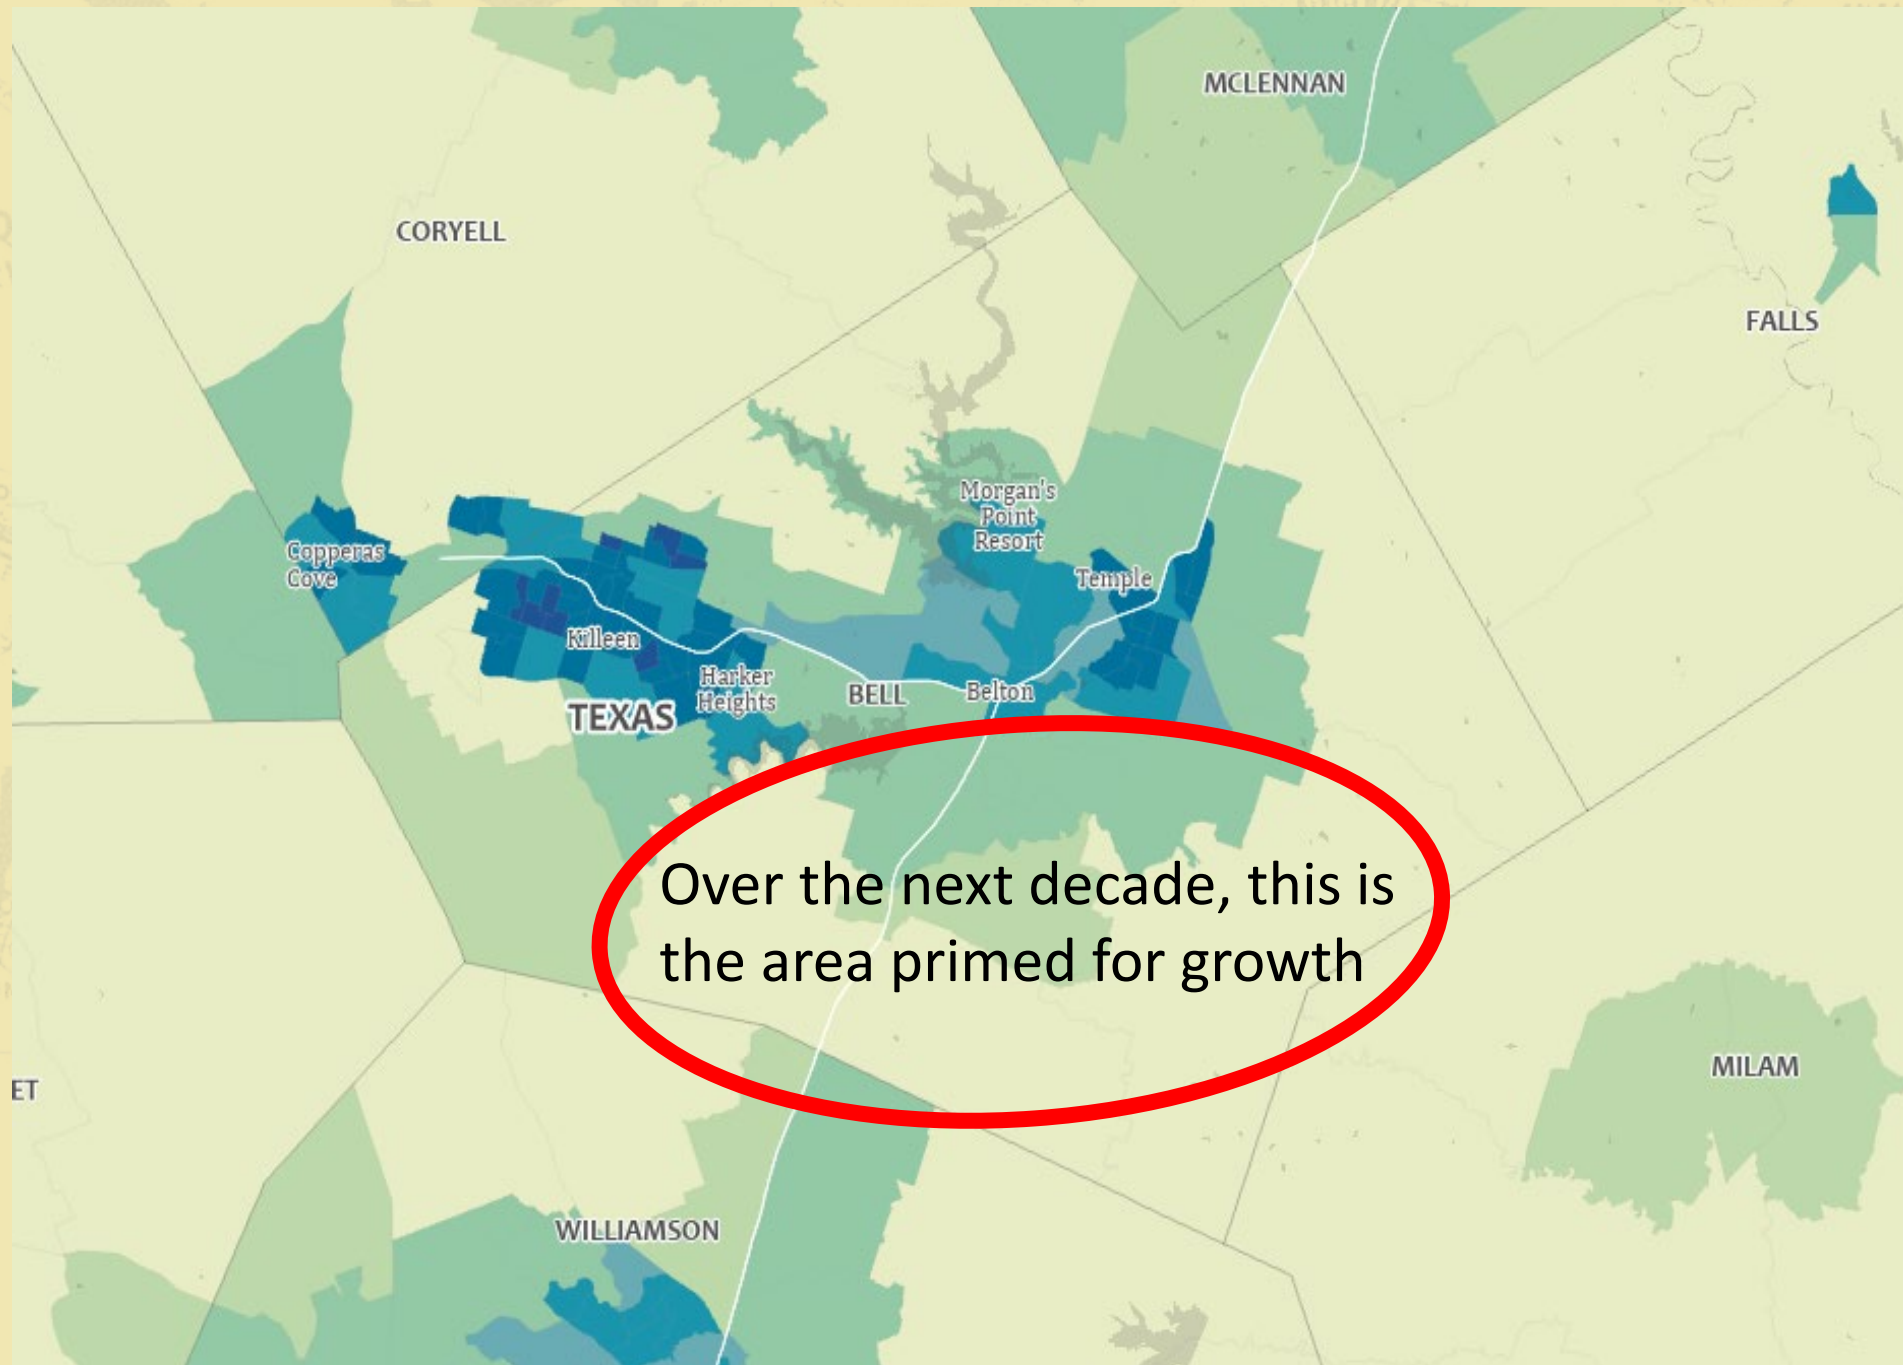 MCLENNAN
CORYELL
FALLS
Morgan's
Point
Resort
Copperas
Cove
Temple
Killeen
Harker
Heights
BELL
Belton
TEXAS
Over the next decade, this is
the area primed for growth
MILAM
ET
WILLIAMSON